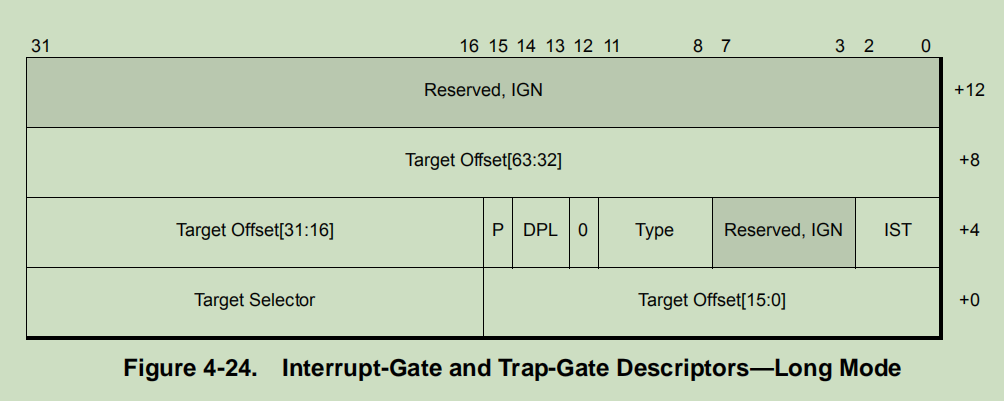 31 16 15 14 13 12 11 8 7 3 2 0
Reserved, IGN +12
Target Offset[63:32] +8
Target Offset[31:16] P DPL 0 Type Reserved, IGN IST +4
Target Selector Target Offset[15:0] +0
Figure 4-24. Interrupt-Gate and Trap-Gate Descriptors—Long Mode